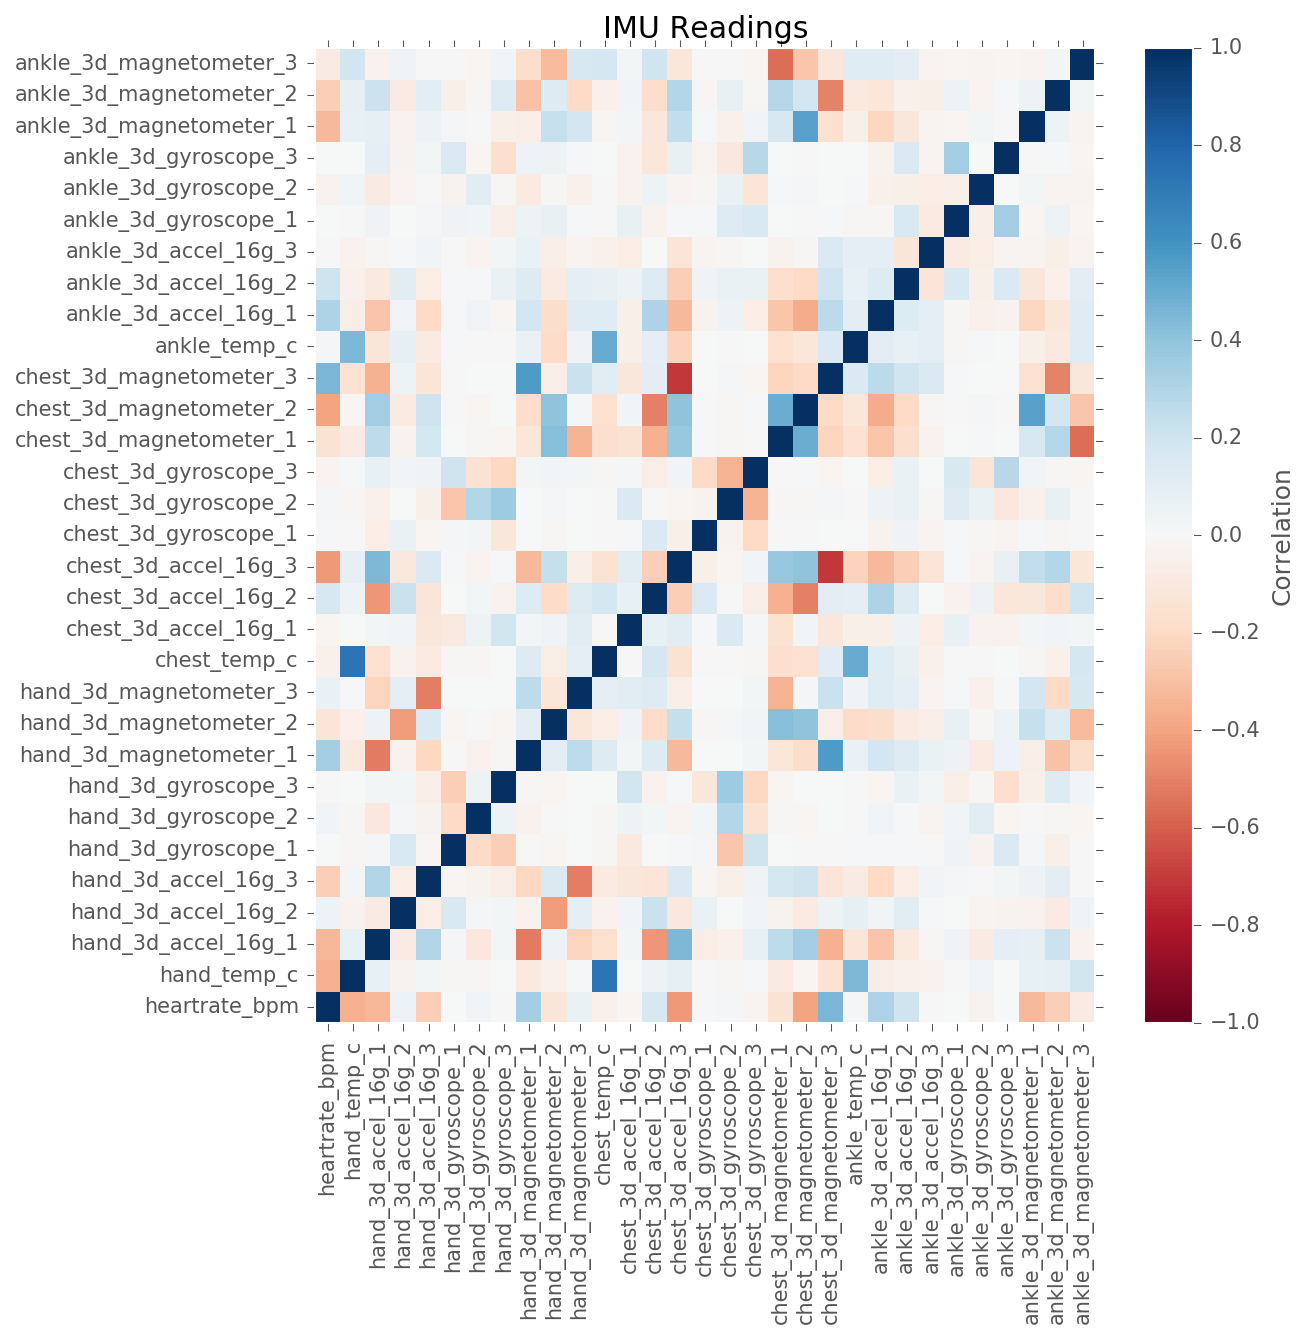 IMU Readings
ankle_3d_magnetometer_3
ankle_3d_magnetometer_2
ankle_3d_magnetometer_1
ankle_3d_gyroscope_3
ankle_3d_gyroscope_2
ankle_3d_gyroscope_1
ankle_3d_accel_16g_3
ankle_3d_accel_16g_2
ankle_3d_accel_16g_1
ankle_temp_c
chest_3d_magnetometer_3
chest_3d_magnetometer_2
chest_3d_magnetometer_1
chest_3d_gyroscope_3
chest_3d_gyroscope_2
chest_3d_gyroscope_1
chest_3d_accel_16g_3
chest_3d_accel_16g_2
chest_3d_accel_16g_1
chest_temp_c
hand_3d_magnetometer_3
hand_3d_magnetometer_2
hand_3d_magnetometer_1
hand_3d_gyroscope_3
hand_3d_gyroscope_2
hand_3d_gyroscope_1
hand_3d_accel_16g_3
hand_3d_accel_16g_2
hand_3d_accel_16g_1
hand_temp_c
heartrate_bpm
heartrate_bpm
hand_temp_c
hand_3d_accel_16g_1
hand_3d_accel_16g_2
hand_3d_accel_16g_3
hand_3d_gyroscope_1
hand_3d_gyroscope_2
hand_3d_gyroscope_3
hand_3d_magnetometer_1
hand_3d_magnetometer_2
hand_3d_magnetometer_3
chest_temp_c
chest_3d_accel_16g_1
chest_3d_accel_16g_2
chest_3d_accel_16g_3
chest_3d_gyroscope_1
chest_3d_gyroscope_2
chest_3d_gyroscope_3
chest_3d_magnetometer_1
chest_3d_magnetometer_2
chest_3d_magnetometer_3
ankle_temp_c
ankle_3d_accel_16g_1
ankle_3d_accel_16g_2
ankle_3d_accel_16g_3
ankle_3d_gyroscope_1
ankle_3d_gyroscope_2
ankle_3d_gyroscope_3
ankle_3d_magnetometer_1
ankle_3d_magnetometer_2
ankle_3d_magnetometer_3
1.0
0.8
0.6
0.4
0.2
0.0
−0.2
−0.4
−0.6
−0.8
−1.0
Correlation